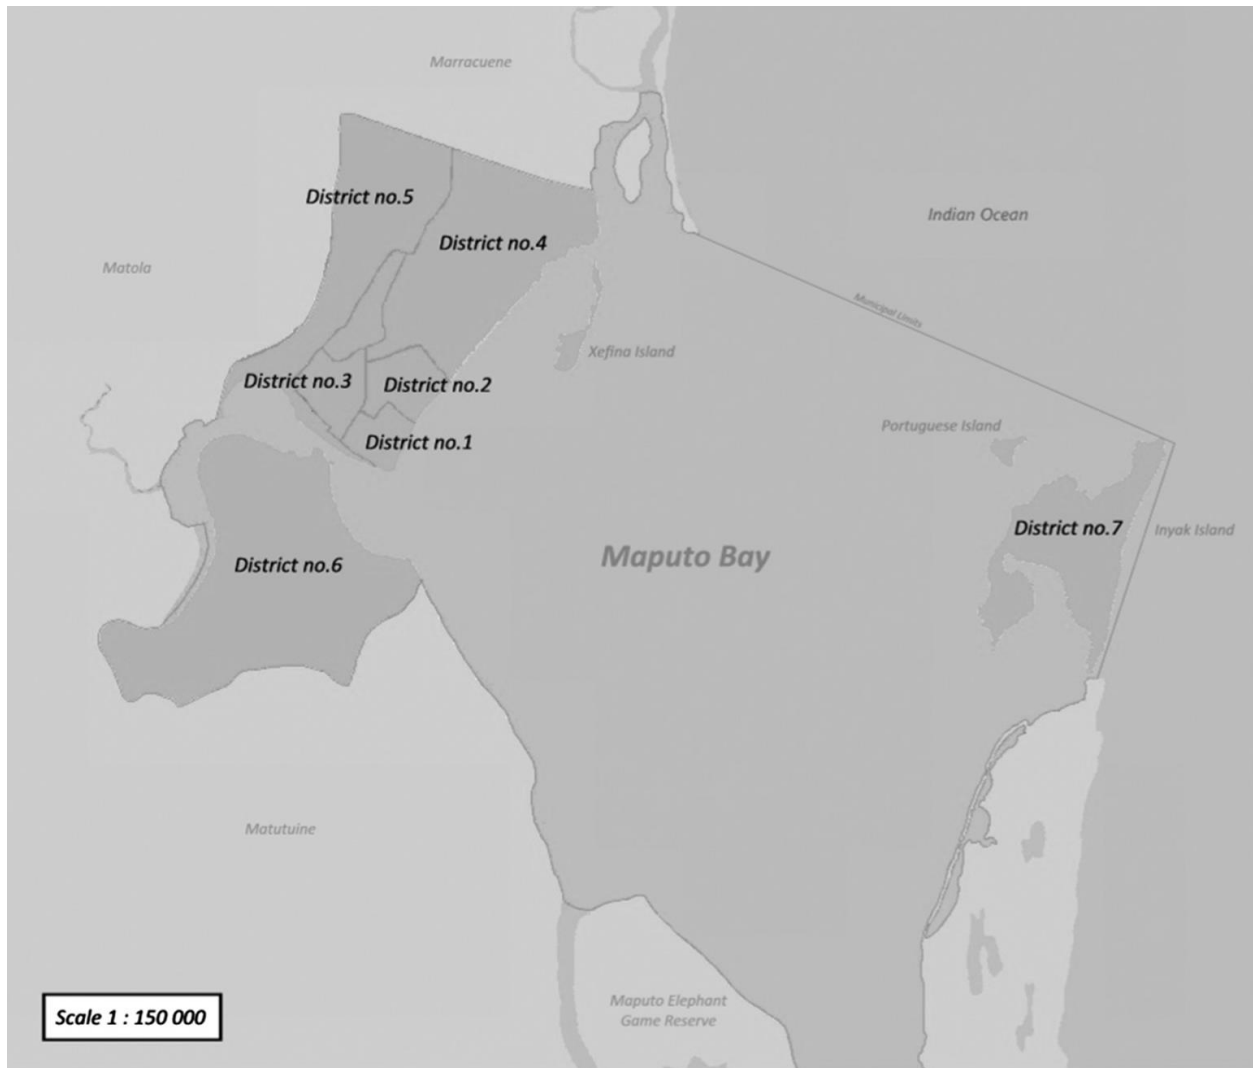 Marracuene
District no.5
Indian Ocean
District no.4
Matola
Municipal Limits
Xefina Island
District no.3
District no.2
Portuguese Island
District no.1
District no.7
Inyak Island
Maputo Bay
District no.6
Matutuine
Maputo Elephant
Game Reserve
Scale 1 : 150 000